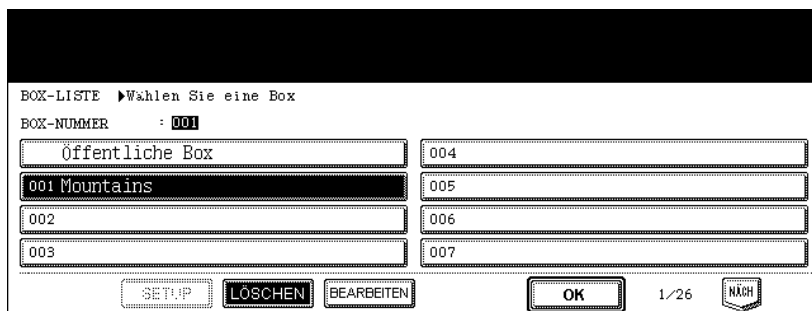 BOX-LISTE ▶Wählen Sie eine Box
BOX-NUMMER : 001
Öffentliche Box
004
001 Mountains
005
002
006
003
007
SETUP LÖSCHEN BEARBEITEN OK 1/26 NÄCH